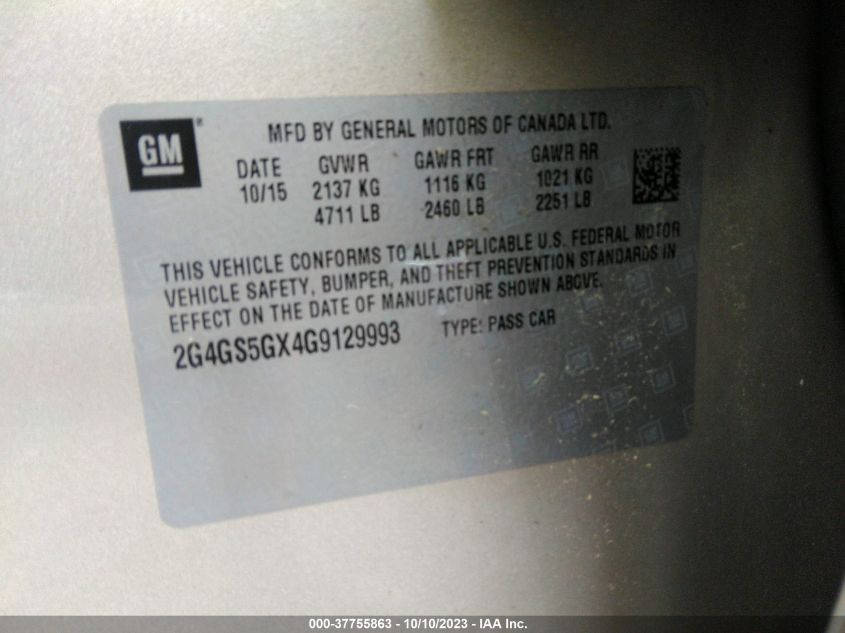 GM ®
MFD BY GENERAL MOTORS OF CANADA LTD.
DATE GVWR GAWR FRT GAWR RR
10/15 2137 KG 1116 KG 1021 KG
4711 LB 2460 LB 2251 LB
THIS VEHICLE CONFORMS TO ALL APPLICABLE U.S. FEDERAL MOTOR
VEHICLE SAFETY, BUMPER, AND THEFT PREVENTION STANDARDS IN
EFFECT ON THE DATE OF MANUFACTURE SHOWN ABOVE.
2G4GS5GX4G9129993 TYPE: PASS CAR
000-37755863 - 10/10/2023 - IAA Inc.